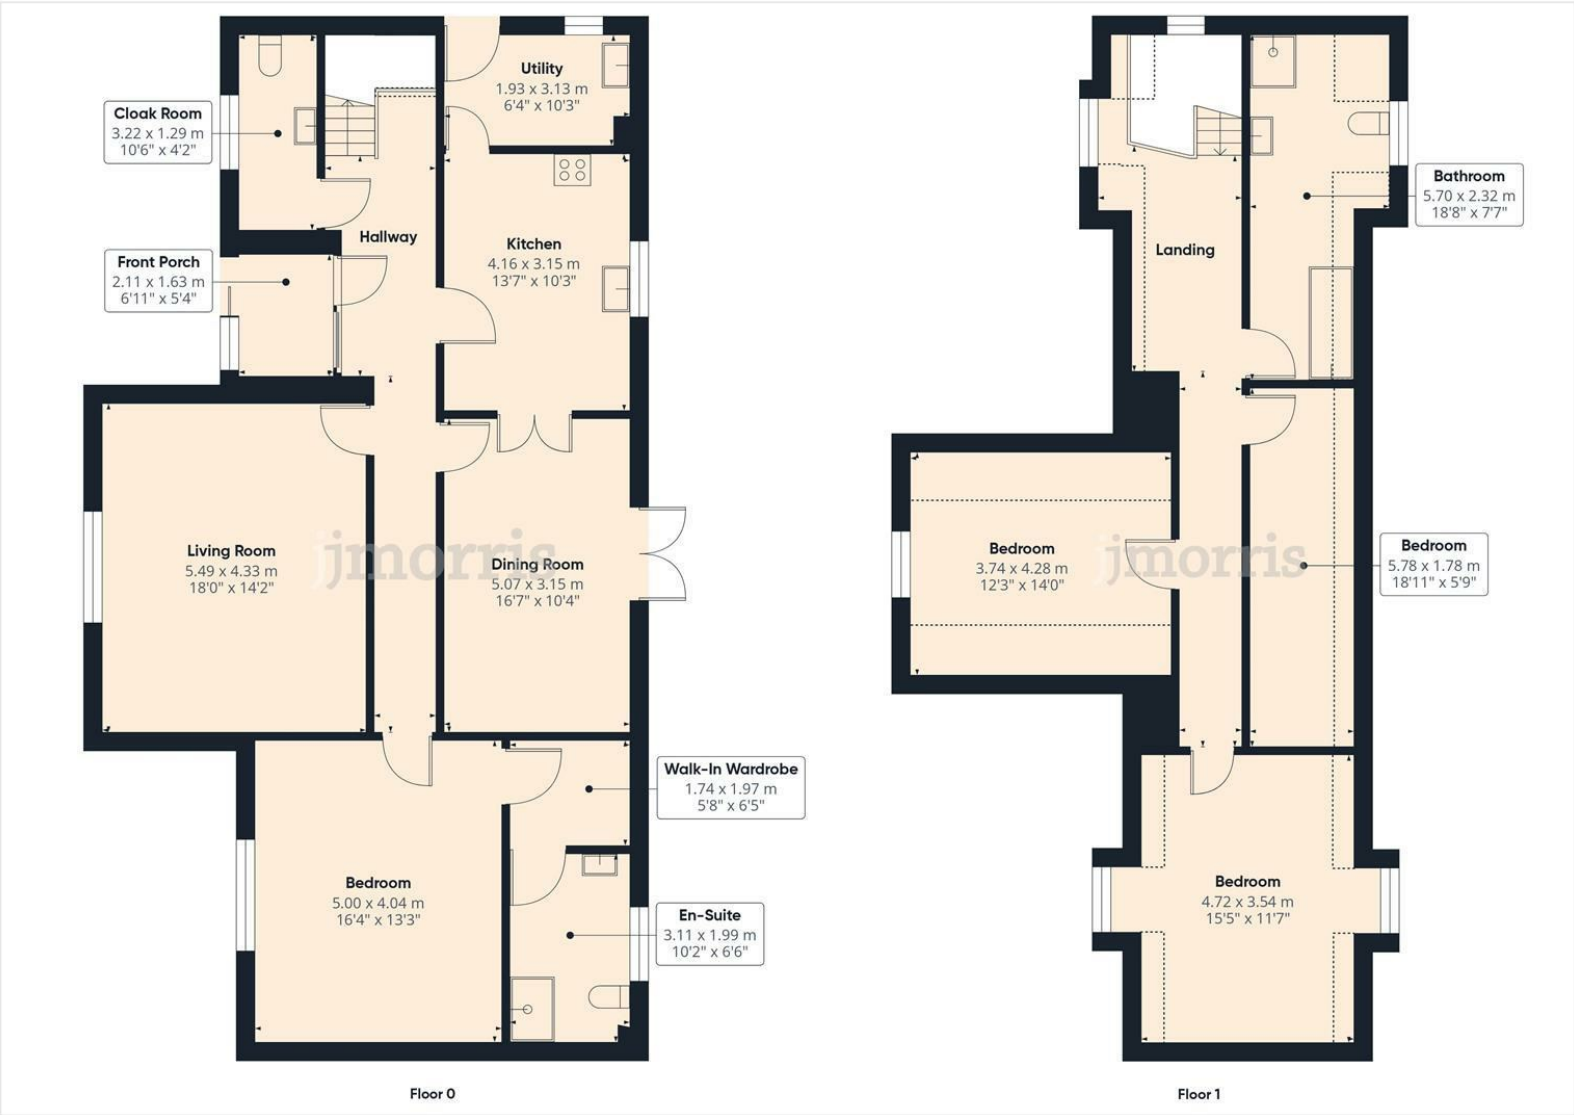 Utility
1.93 x 3.13 m
6'4" x 10'3"
Cloak Room
3.22 x 1.29 m
10'6" x 4'2"
Hallway
Kitchen
4.16 x 3.15 m
13'7" x 10'3"
Front Porch
2.11 x 1.63 m
6'11" x 5'4"
Living Room
5.49 x 4.33 m
18'0" x 14'2"
jjmorris
Dining Room
5.07 x 3.15 m
16'7" x 10'4"
Walk-In Wardrobe
1.74 x 1.97 m
5'8" x 6'5"
Bedroom
5.00 x 4.04 m
16'4" x 13'3"
En-Suite
3.11 x 1.99 m
10'2" x 6'6"
Floor 0
Bathroom
5.70 x 2.32 m
18'8" x 7'7"
Landing
Bedroom
3.74 x 4.28 m
12'3" x 14'0"
jjmorris
Bedroom
5.78 x 1.78 m
18'11" x 5'9"
Bedroom
4.72 x 3.54 m
15'5" x 11'7"
Floor 1